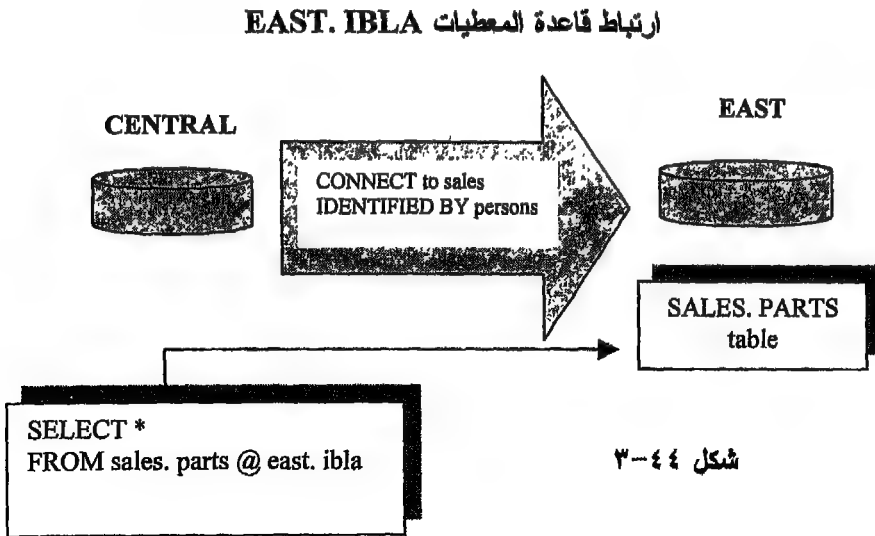 ارتباط قاعدة المعطيات EAST. IBLA
CENTRAL
EAST
CONNECT to sales
IDENTIFIED BY persons
SALES. PARTS
table
SELECT *
FROM sales. parts @ east. ibla
شكل ٤٤-٣